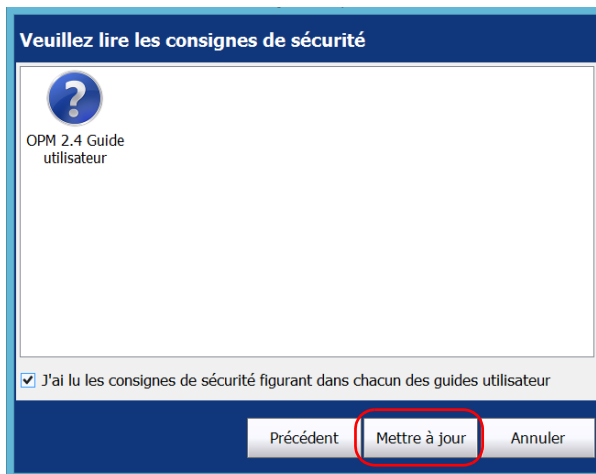 Veuillez lire les consignes de sécurité
?
OPM 2.4 Guide
utilisateur
J'ai lu les consignes de sécurité figurant dans chacun des guides utilisateur
Précédent
Mettre à jour
Annuler